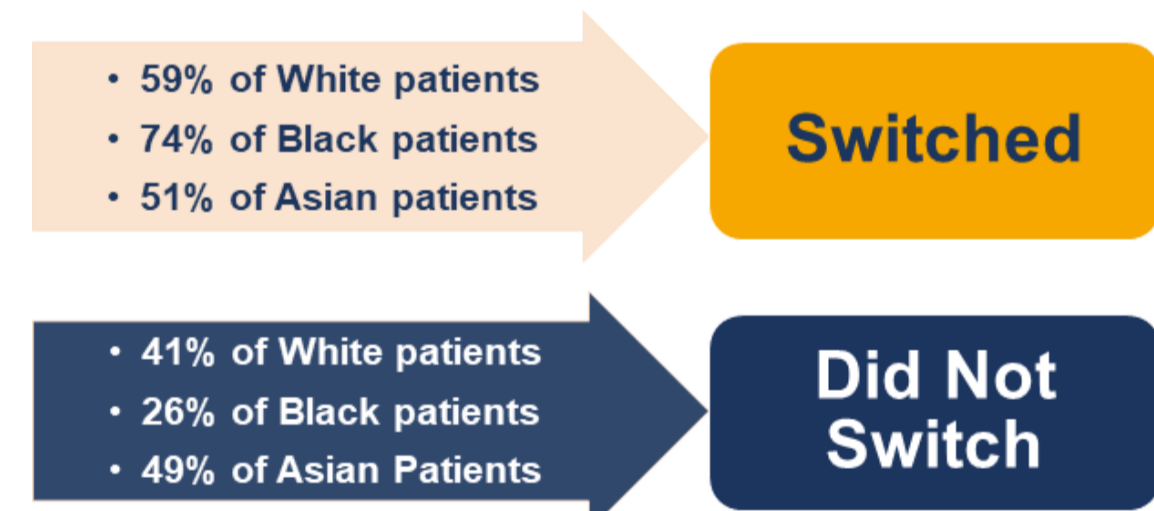 • 59% of White patients
• 74% of Black patients
• 51% of Asian patients
Switched
• 41% of White patients
• 26% of Black patients
• 49% of Asian Patients
Did Not
Switch